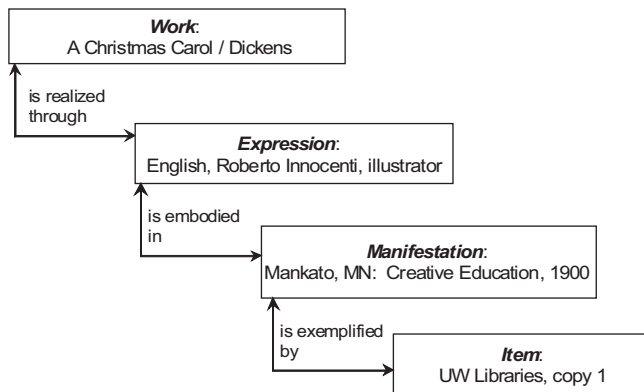 Work:
A Christmas Carol / Dickens
is realized
through
Expression:
English, Roberto Innocenti, illustrator
is embodied
in
Manifestation:
Mankato, MN: Creative Education, 1900
is exemplified
by
Item:
UW Libraries, copy 1